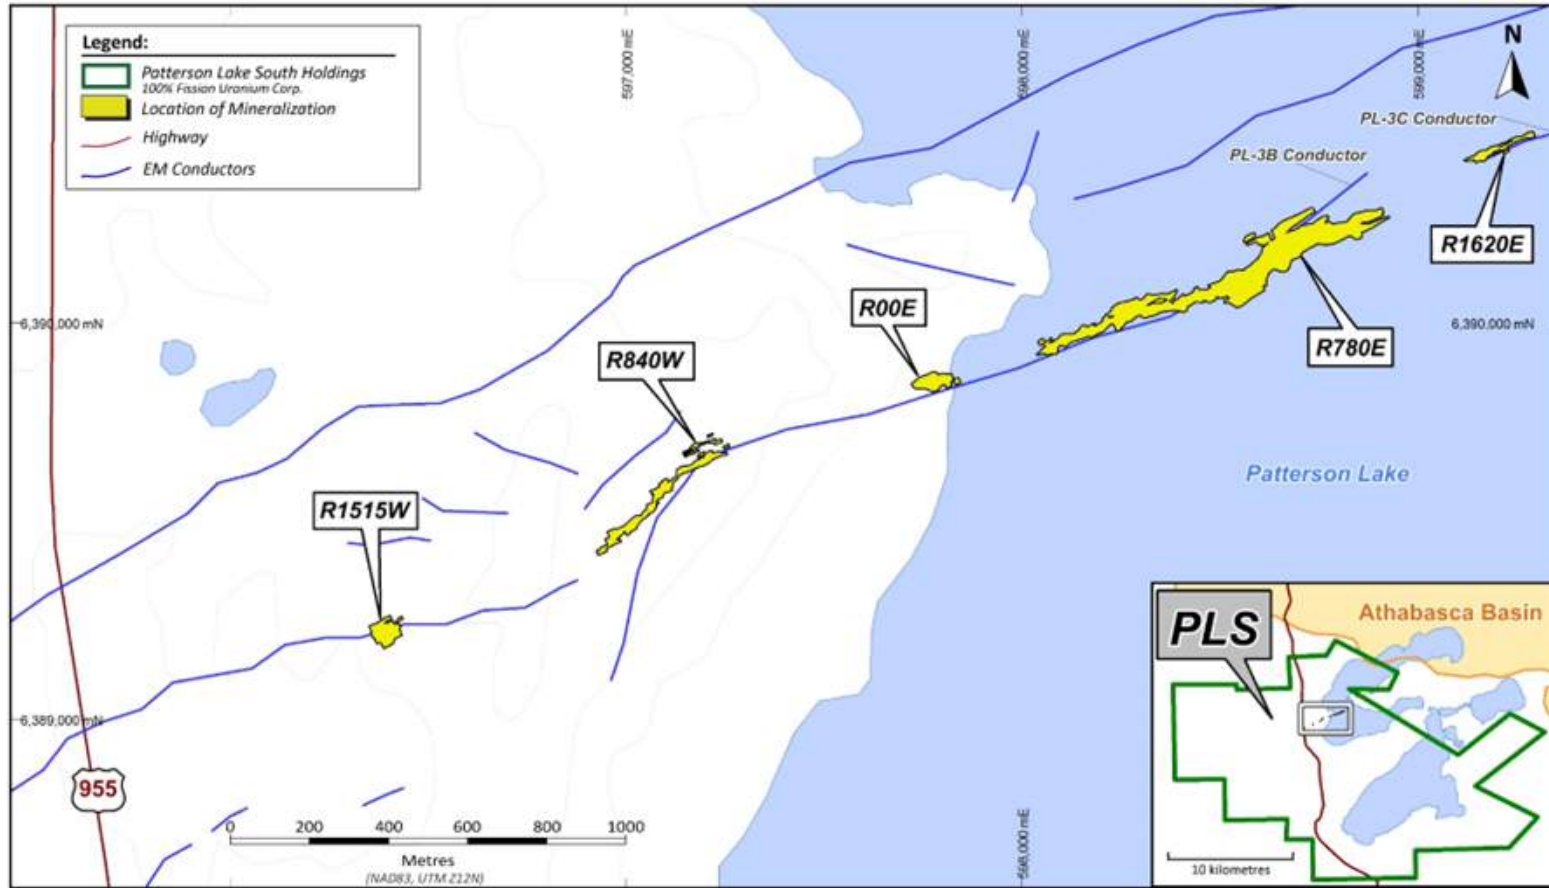 Legend:
Patterson Lake South Holdings
100% Fission Uranium Corp.
Location of Mineralization
Highway
EM Conductors
597,000 mE
598,000 mE
599,000 mE
N
PL-3C Conductor
PL-3B Conductor
R1620E
R00E
6,390,000 mN
6,390,000 mN
R780E
R840W
Patterson Lake
R1515W
Athabasca Basin
PLS
6,389,000 mN
955
0 200 400 600 800 1000
Metres
(NAD83, UTM Z12N)
598,000 mE
10 kilometres